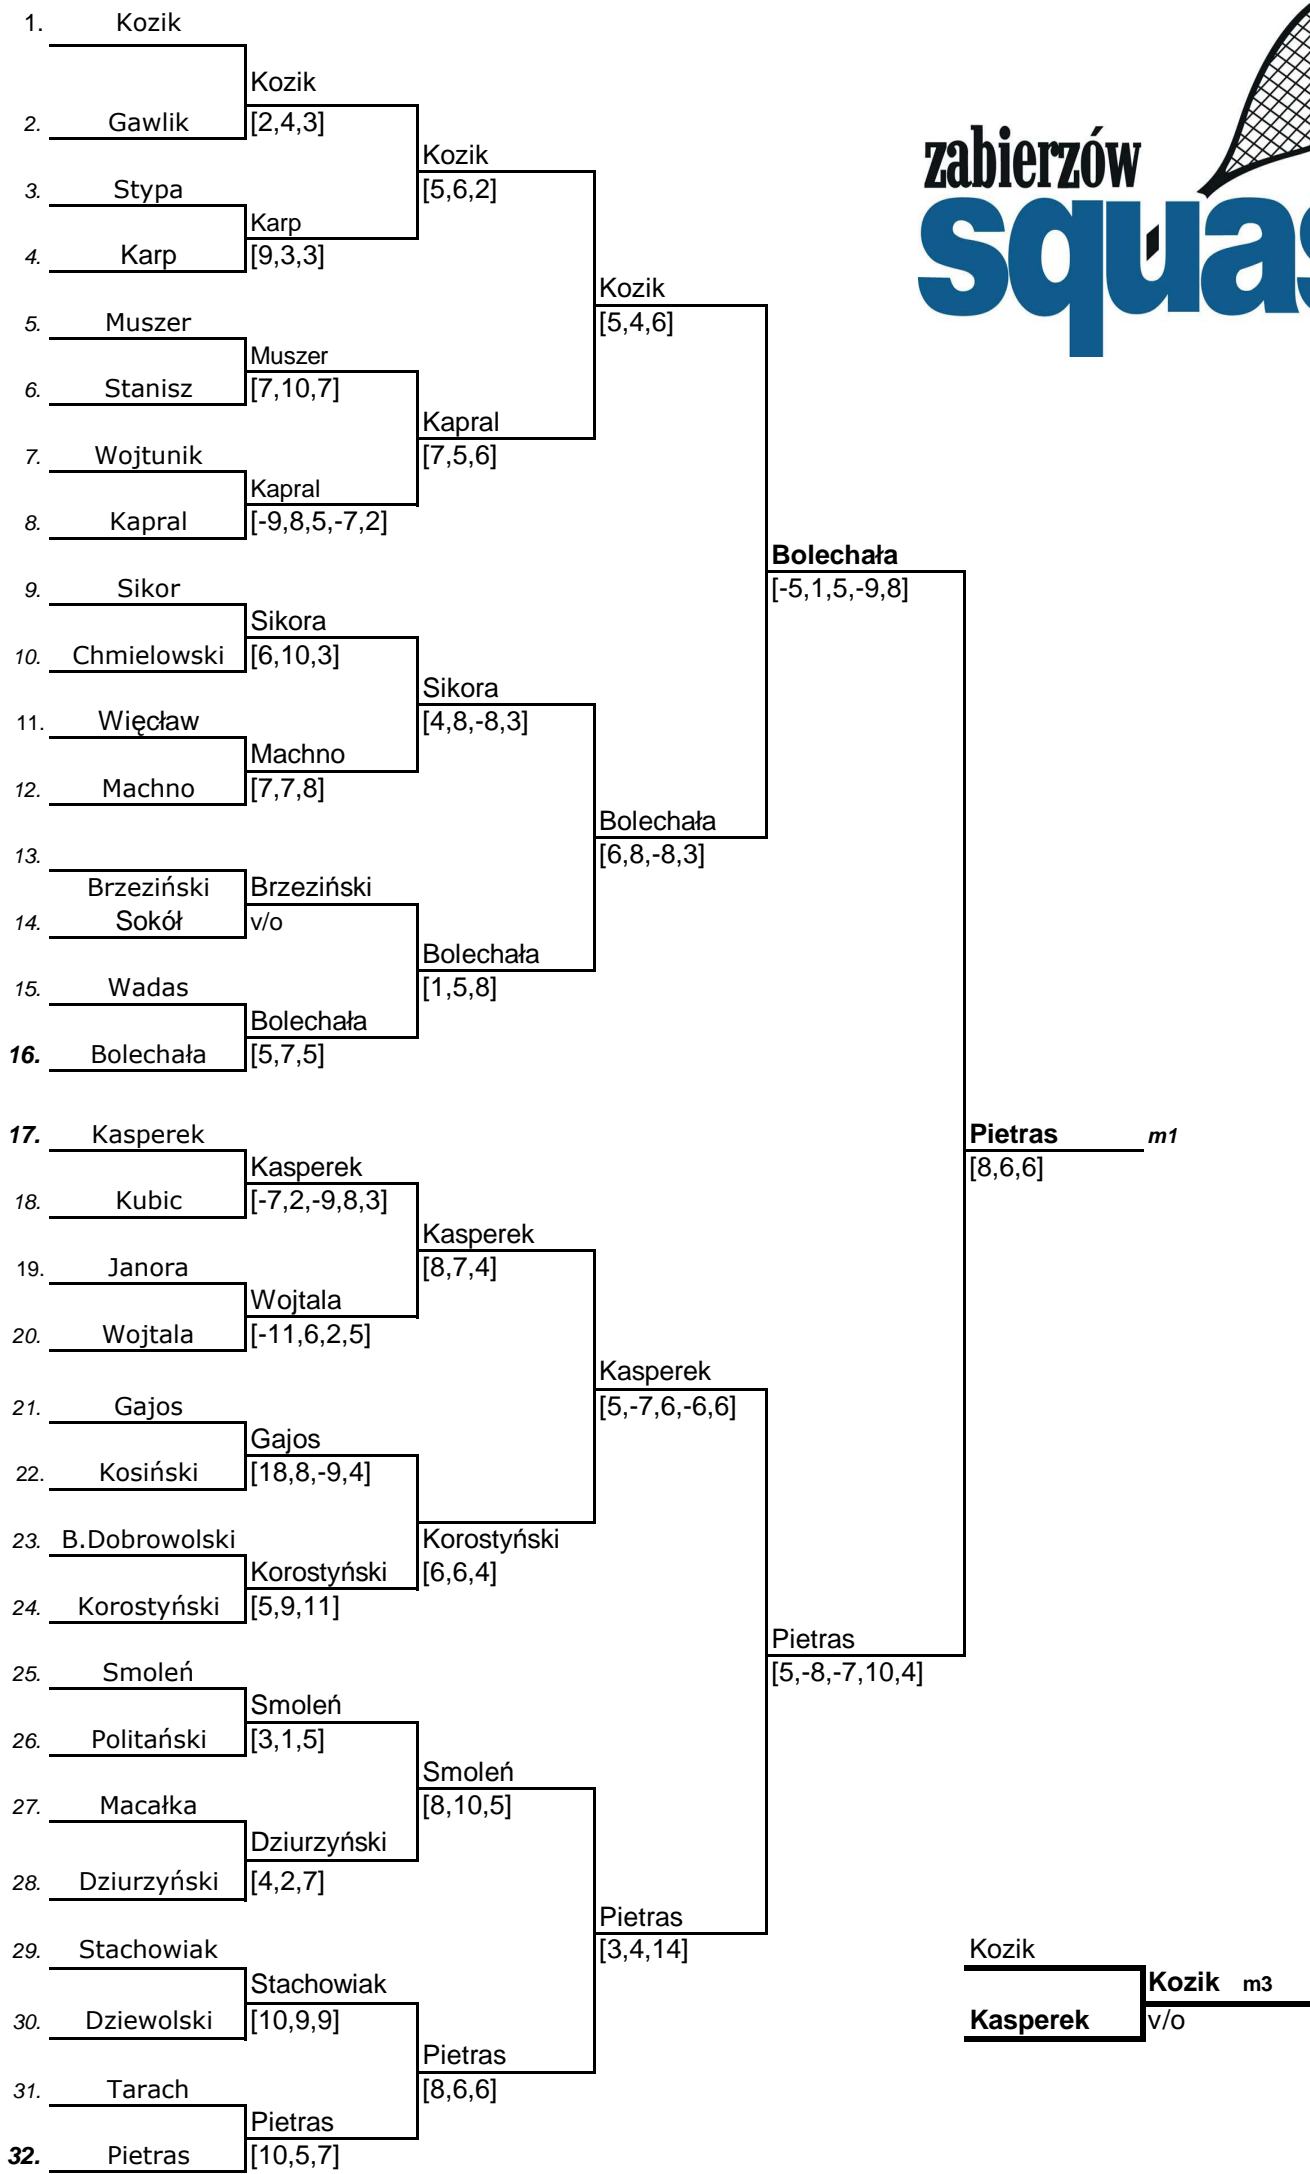 1. Kozik
Kozik
2. Gawlik [2,4,3]
Kozik
3. Stypa [5,6,2]
Karp
4. Karp [9,3,3]
Kozik
5. Muszer [5,4,6]
Muszer
6. Stanisz [7,10,7]
Kapral
7. Wojtunik [7,5,6]
Kapral
8. Kapral [-9,8,5,-7,2]
Bolechała
9. Sikor [-5,1,5,-9,8]
Sikora
10. Chmielowski [6,10,3]
Sikora
11. Więcław [4,8,-8,3]
Machno
12. Machno [7,7,8]
Bolechała
13. [6,8,-8,3]
Brzeziński Brzeziński
14. Sokół v/o
Bolechała
15. Wadas [1,5,8]
Bolechała
16. Bolechała [5,7,5]
17. Kasperek Pietras m1
Kasperek [8,6,6]
18. Kubic [-7,2,-9,8,3]
Kasperek
19. Janora [8,7,4]
Wojtala
20. Wojtala [-11,6,2,5]
Kasperek
21. Gajos [5,-7,6,-6,6]
Gajos
22. Kosiński [18,8,-9,4]
23. B.Dobrowolski Korostyński
Korostyński [6,6,4]
24. Korostyński [5,9,11]
Pietras
25. Smoleń [5,-8,-7,10,4]
Smoleń
26. Politański [3,1,5]
Smoleń
27. Macałka [8,10,5]
Dziurzyński
28. Dziurzyński [4,2,7]
Pietras
29. Stachowiak [3,4,14] Kozik
Stachowiak Kozik m3
30. Dziewolski [10,9,9] Kasperek v/o
Pietras
31. Tarach [8,6,6]
Pietras
32. Pietras [10,5,7]
zabierzów
squas